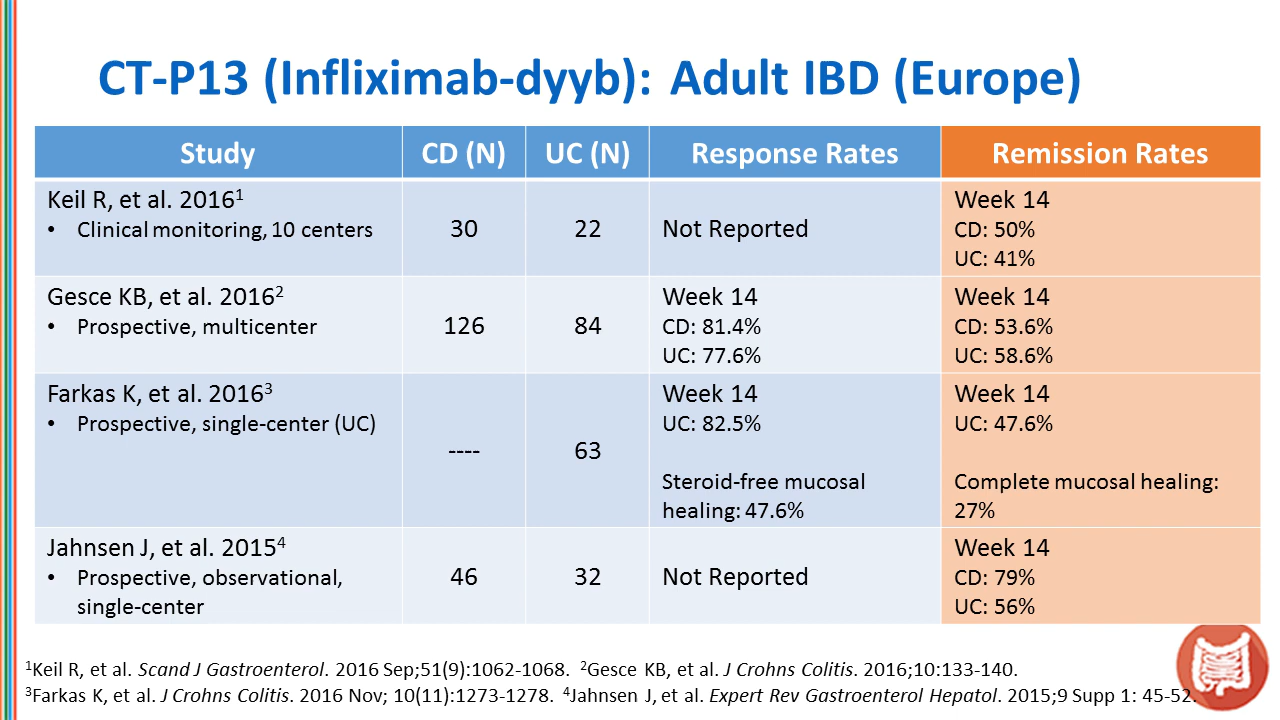 CT-P13 (Infliximab-dyyb): Adult IBD (Europe)
Study CD (N) UC (N) Response Rates Remission Rates
Keil R, et al. 2016¹
• Clinical monitoring, 10 centers
30
22
Not Reported
Week 14
CD: 50%
UC: 41%
Gesce KB, et al. 2016²
• Prospective, multicenter
126
84
Week 14
CD: 81.4%
UC: 77.6%
Week 14
CD: 53.6%
UC: 58.6%
Farkas K, et al. 2016³
• Prospective, single-center (UC)
----
63
Week 14
UC: 82.5%
Steroid-free mucosal
healing: 47.6%
Week 14
UC: 47.6%
Complete mucosal healing:
27%
Jahnsen J, et al. 2015⁴
• Prospective, observational,
single-center
46
32
Not Reported
Week 14
CD: 79%
UC: 56%
¹Keil R, et al. Scand J Gastroenterol. 2016 Sep;51(9):1062-1068. ²Gesce KB, et al. J Crohns Colitis. 2016;10:133-140.
³Farkas K, et al. J Crohns Colitis. 2016 Nov; 10(11):1273-1278. ⁴Jahnsen J, et al. Expert Rev Gastroenterol Hepatol. 2015;9 Supp 1: 45-52.